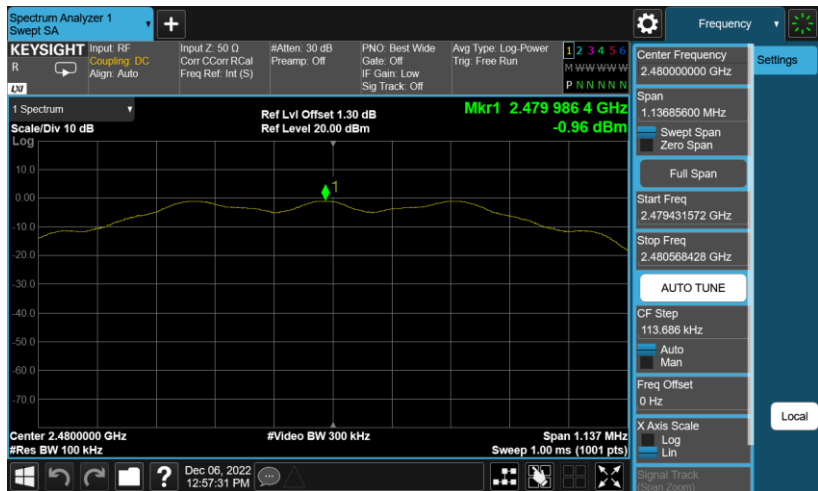 Spectrum Analyzer 1
Swept SA
Frequency
KEYSIGHT
R
LXI
Input: RF
Coupling: DC
Align: Auto
Input Z: 50 Ω
Corr CCorr RCal
Freq Ref: Int (S)
#Atten: 30 dB
Preamp: Off
PNO: Best Wide
Gate: Off
IF Gain: Low
Sig Track: Off
Avg Type: Log-Power
Trig: Free Run
1 2 3 4 5 6
M W W W W W
P N N N N N
1 Spectrum
Scale/Div 10 dB
Log
Ref Lvl Offset 1.30 dB
Ref Level 20.00 dBm
Mkr1 2.479 986 4 GHz
-0.96 dBm
1
10.0
0.00
-10.0
-20.0
-30.0
-40.0
-50.0
-60.0
-70.0
Center 2.4800000 GHz
#Res BW 100 kHz
#Video BW 300 kHz
Span 1.137 MHz
Sweep 1.00 ms (1001 pts)
Dec 06, 2022
12:57:31 PM
Center Frequency
2.480000000 GHz
Settings
Span
1.13685600 MHz
Swept Span
Zero Span
Full Span
Start Freq
2.479431572 GHz
Stop Freq
2.480568428 GHz
AUTO TUNE
CF Step
113.686 kHz
Auto
Man
Freq Offset
0 Hz
Local
X Axis Scale
Log
Lin
Signal Track
(Span Zoom)